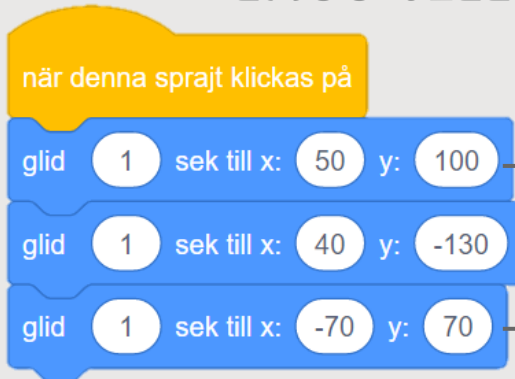 när denna sprajt klickas på
glid 1 sek till x: 50 y: 100
glid 1 sek till x: 40 y: -130
glid 1 sek till x: -70 y: 70